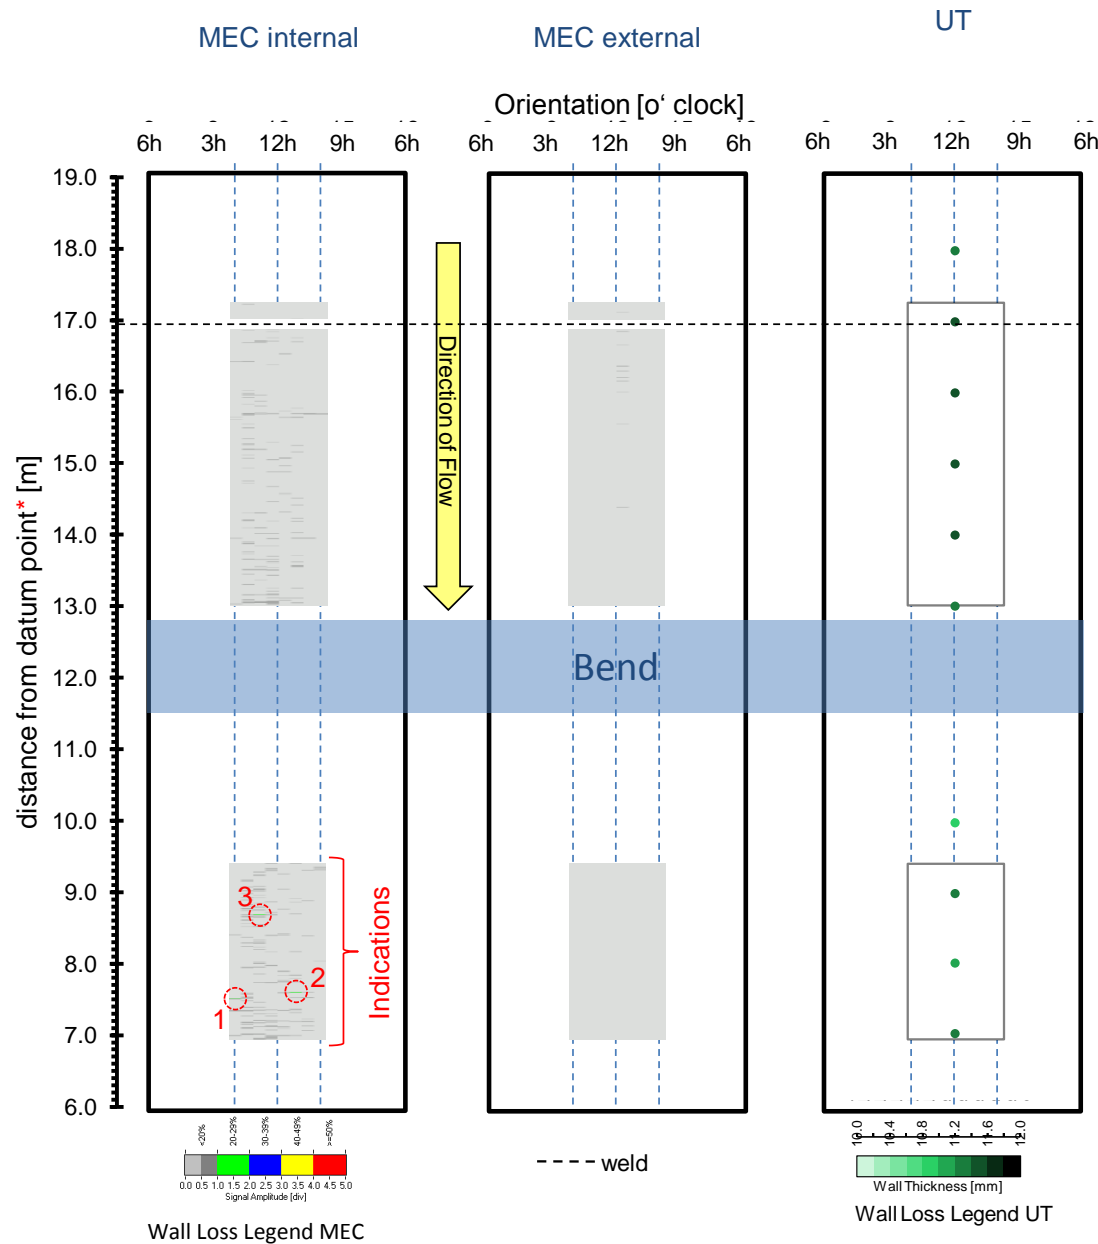 MEC internal
MEC external
UT
Orientation [o‘ clock]
6h 3h 12h 9h 6h
6h 3h 12h 9h 6h
6h 3h 12h 9h 6h
distance from datum point* [m]
19.0
18.0
17.0
16.0
15.0
14.0
13.0
12.0
11.0
10.0
9.0
8.0
7.0
6.0
Direction of Flow
Bend
3
2
1
Indications
<20% 20-29% 30-39% 40-49% >=50%
0.0 0.5 1.0 1.5 2.0 2.5 3.0 3.5 4.0 4.5 5.0
Signal Amplitude [div]
Wall Loss Legend MEC
weld
10.0 10.4 10.8 11.2 11.6 12.0
Wall Thickness [mm]
Wall Loss Legend UT